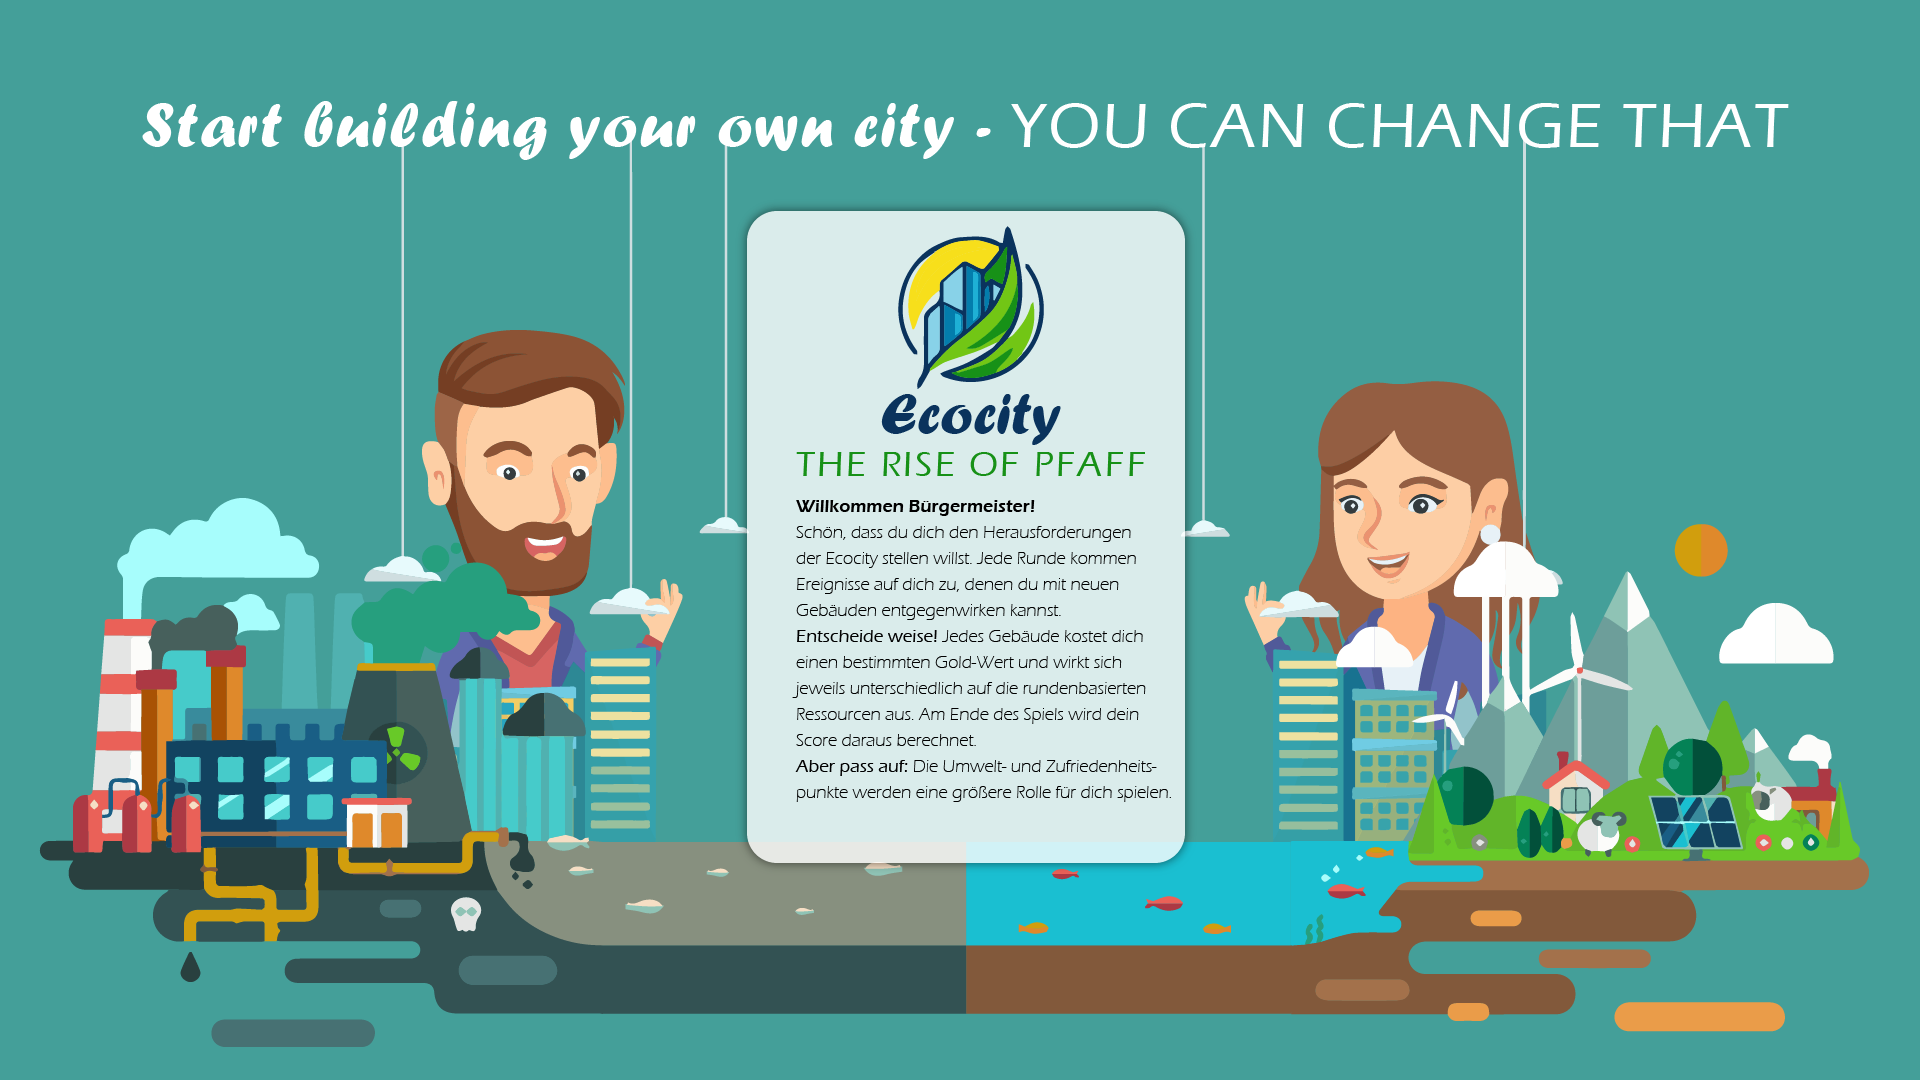 Start building your own city - YOU CAN CHANGE THAT
Ecocity
THE RISE OF PFAFF
Willkommen Bürgermeister!
Schön, dass du dich den Herausforderungen
der Ecocity stellen willst. Jede Runde kommen
Ereignisse auf dich zu, denen du mit neuen
Gebäuden entgegenwirken kannst.
Entscheide weise! Jedes Gebäude kostet dich
einen bestimmten Gold-Wert und wirkt sich
jeweils unterschiedlich auf die rundenbasierten
Ressourcen aus. Am Ende des Spiels wird dein
Score daraus berechnet.
Aber pass auf: Die Umwelt- und Zufriedenheits-
punkte werden eine größere Rolle für dich spielen.